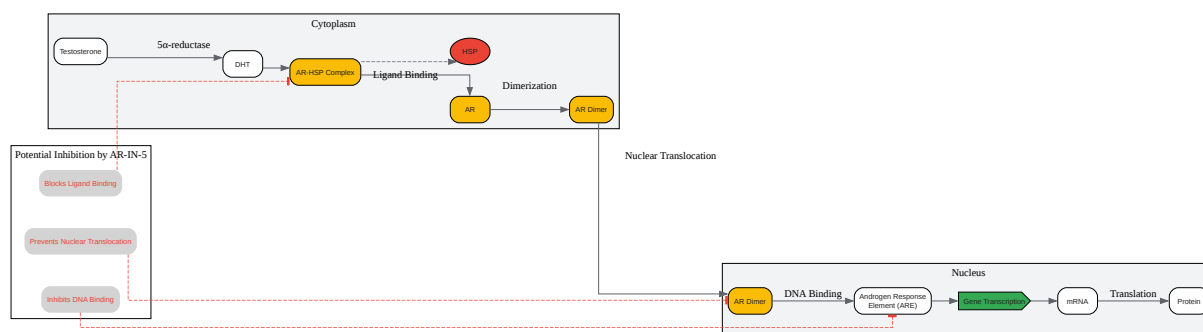 Cytoplasm
Testosterone
5α-reductase
DHT
AR-HSP Complex
HSP
Ligand Binding
AR
Dimerization
AR Dimer
Nuclear Translocation
Potential Inhibition by AR-IN-5
Blocks Ligand Binding
Prevents Nuclear Translocation
Inhibits DNA Binding
Nucleus
AR Dimer
DNA Binding
Androgen Response
Element (ARE)
Gene Transcription
mRNA
Translation
Protein